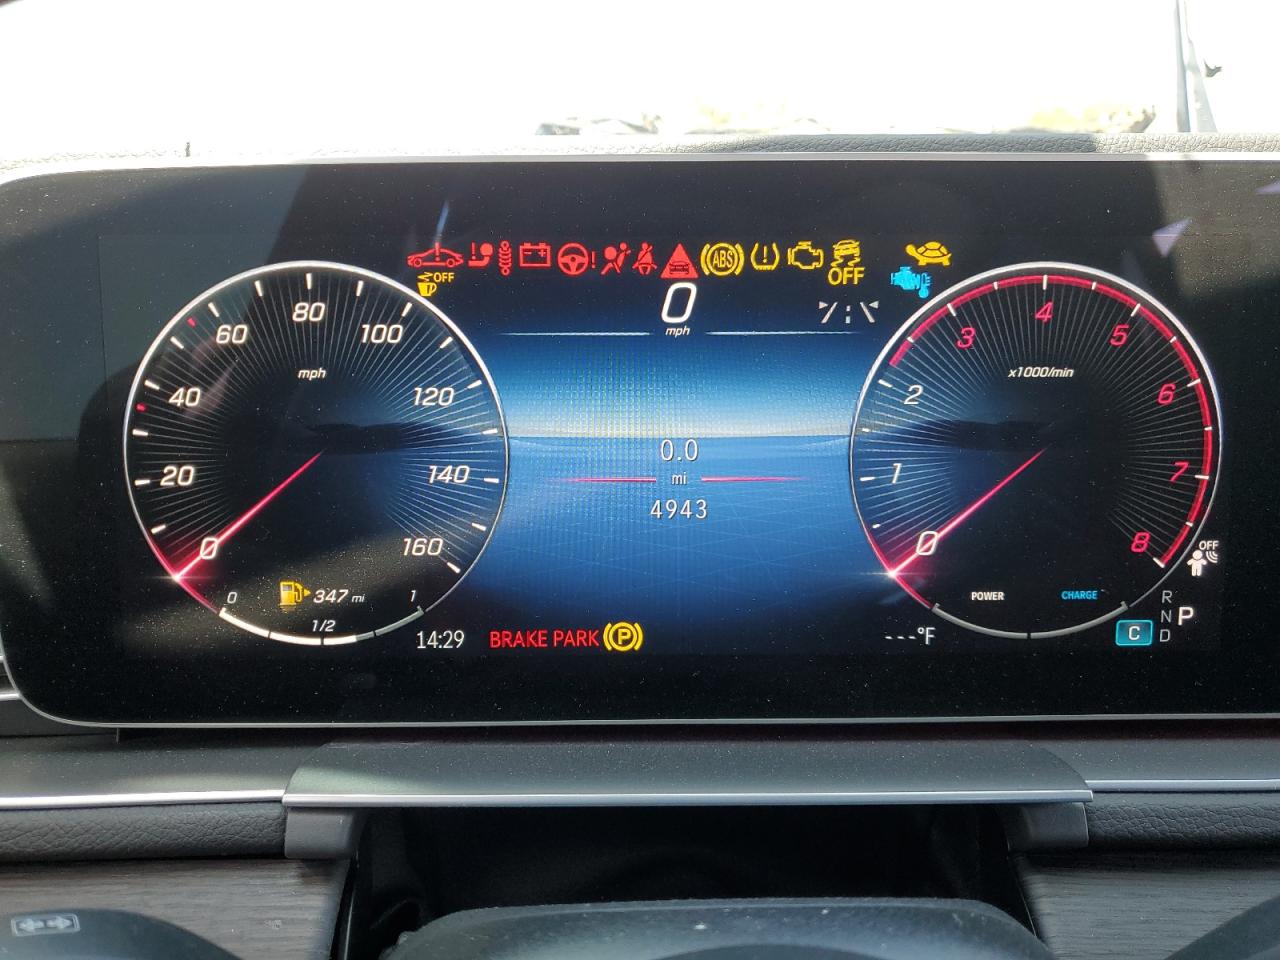 OFF
ABS
OFF
0
mph
0
20
40
60
80
100
120
140
160
mph
0
1/2
1
347 mi
14:29
0.0
mi
4943
BRAKE PARK P
0
1
2
3
4
5
6
7
8
x1000/min
POWER
CHARGE
---°F
OFF
C
R
N P
D